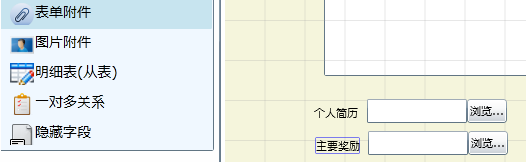 表单附件
图片附件
明细表(从表)
一对多关系
隐藏字段
个人简历 浏览...
主要奖励 浏览...